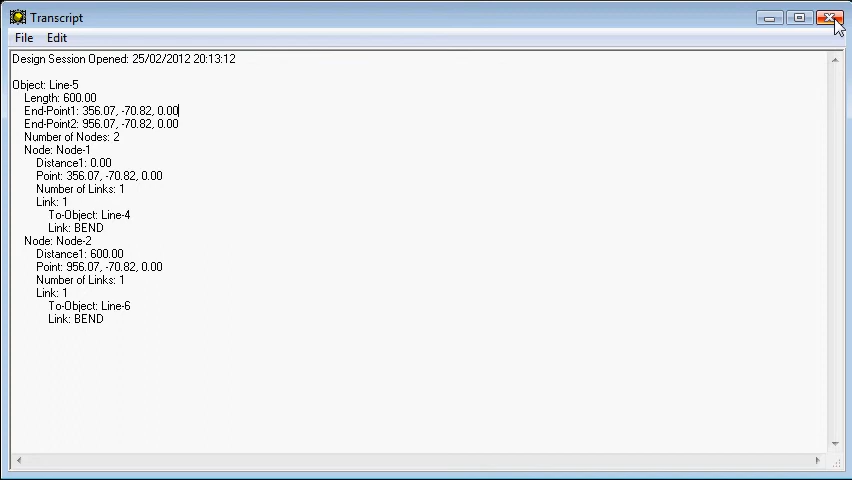 Transcript
File Edit
Design Session Opened: 25/02/2012 20:13:12
Object: Line-5
Length: 600.00
End-Point1: 356.07, -70.82, 0.00
End-Point2: 956.07, -70.82, 0.00
Number of Nodes: 2
Node: Node-1
Distance1: 0.00
Point: 356.07, -70.82, 0.00
Number of Links: 1
Link: 1
To-Object: Line-4
Link: BEND
Node: Node-2
Distance1: 600.00
Point: 956.07, -70.82, 0.00
Number of Links: 1
Link: 1
To-Object: Line-6
Link: BEND